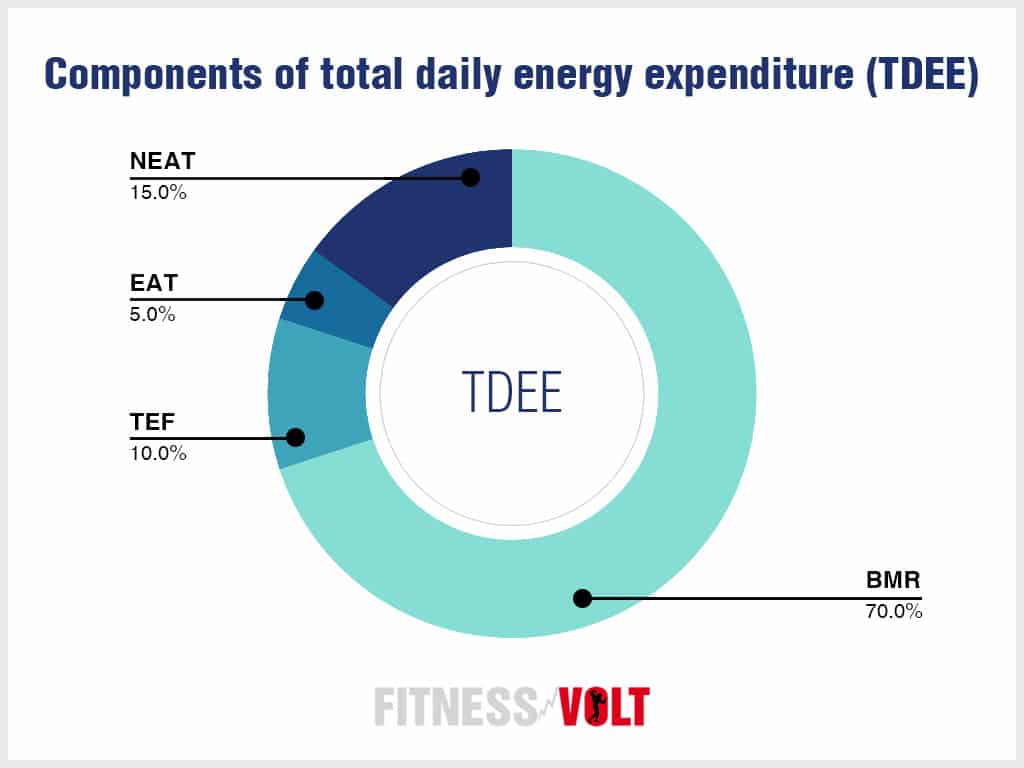 Components of total daily energy expenditure (TDEE)
NEAT
15.0%
EAT
5.0%
TDEE
TEF
10.0%
BMR
70.0%
FITNESS VOLT